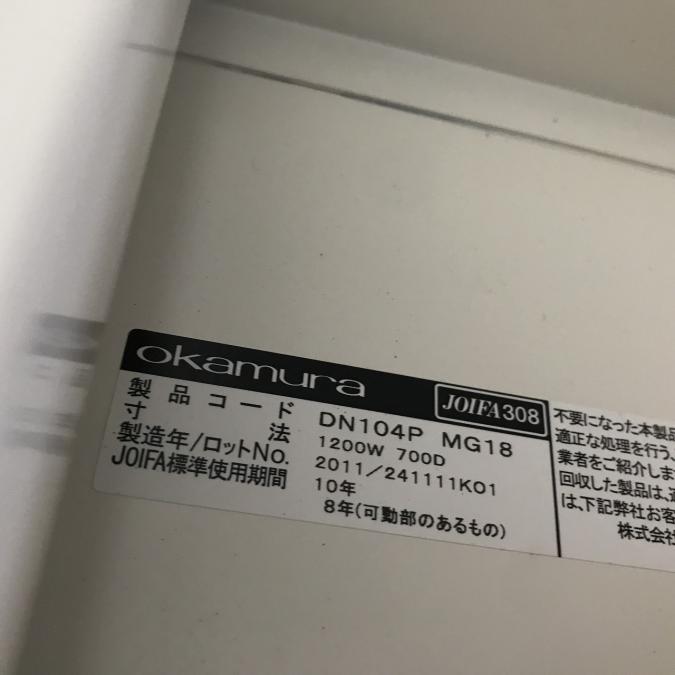 okamura
JOIFA308
製品コード DN104P MG18
寸法 1200W 700D
製造年/ロットNo. 2011/241111K01
JOIFA標準使用期間 10年
8年(可動部のあるもの)
不要になった本製品
適正な処理を行う、
業者をご紹介しま
回収した製品は、
は、下記弊社お客
株式会社